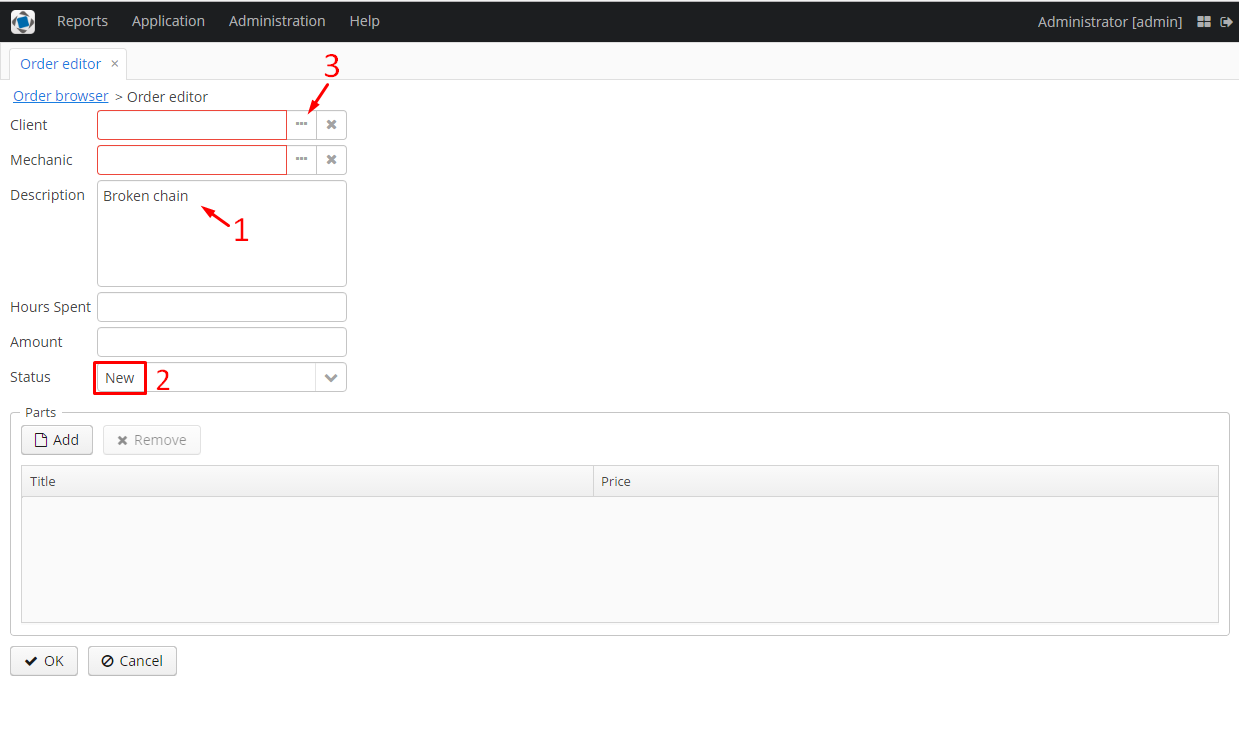 Reports Application Administration Help Administrator [admin]
Order editor ×
3
Order browser > Order editor
Client
Mechanic
Description Broken chain
1
Hours Spent
Amount
Status New 2
Parts
Add Remove
Title Price
OK Cancel